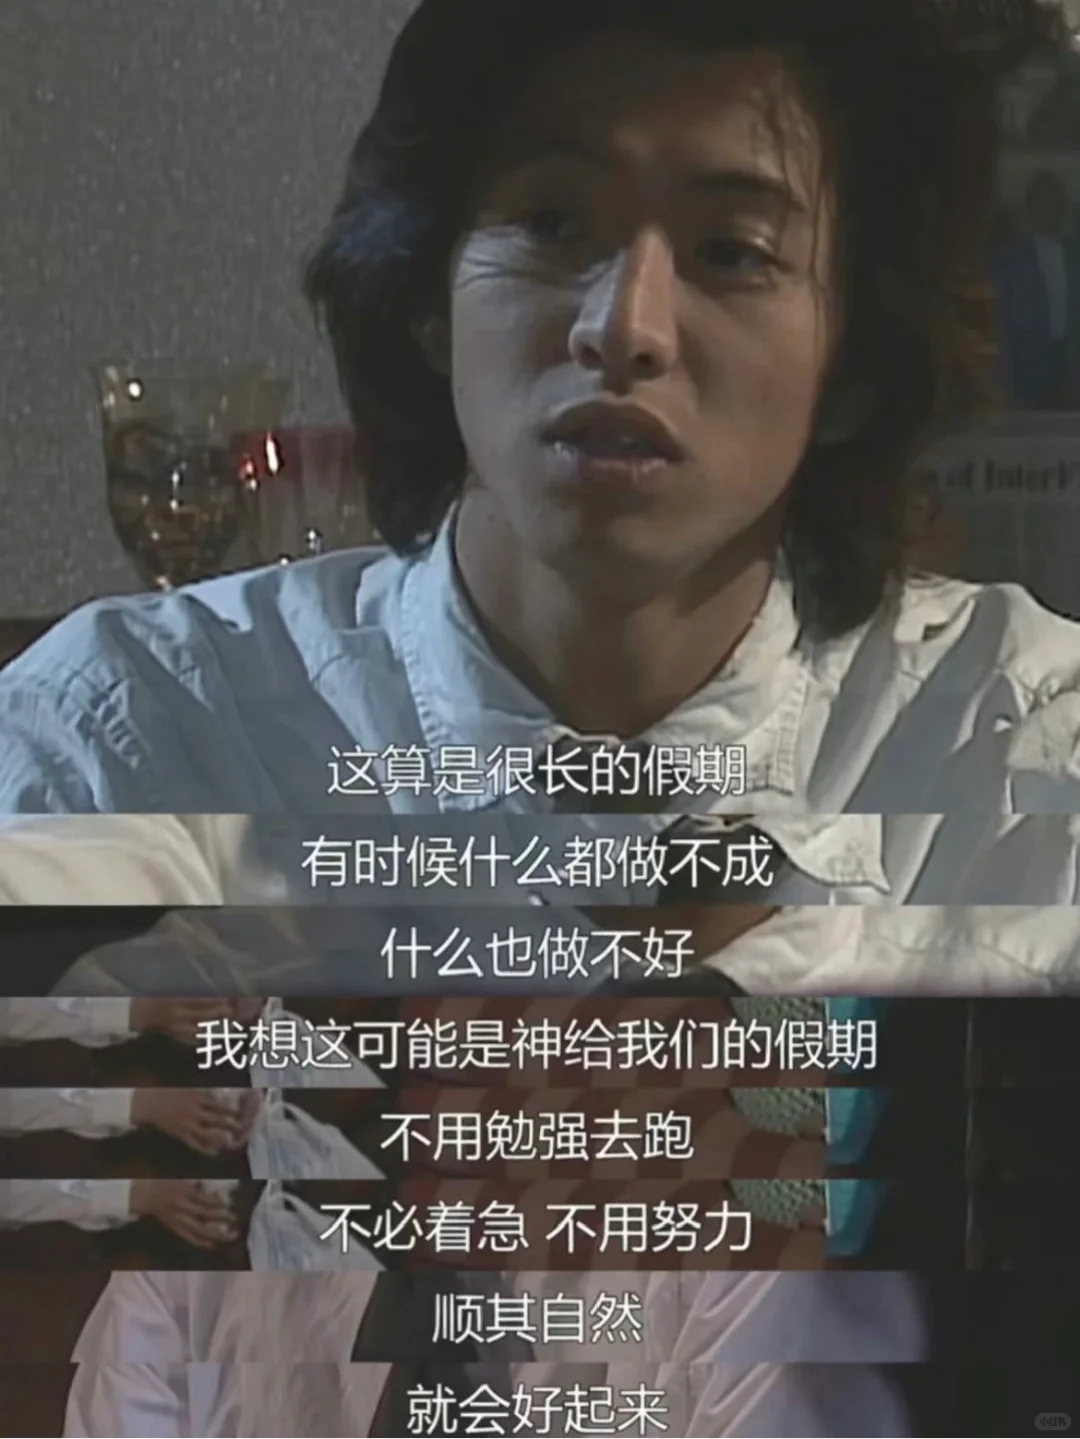 这算是很长的假期
有时候什么都做不成
什么也做不好
我想这可能是神给我们的假期
不用勉强去跑
不必着急 不用努力
顺其自然
就会好起来
小红书